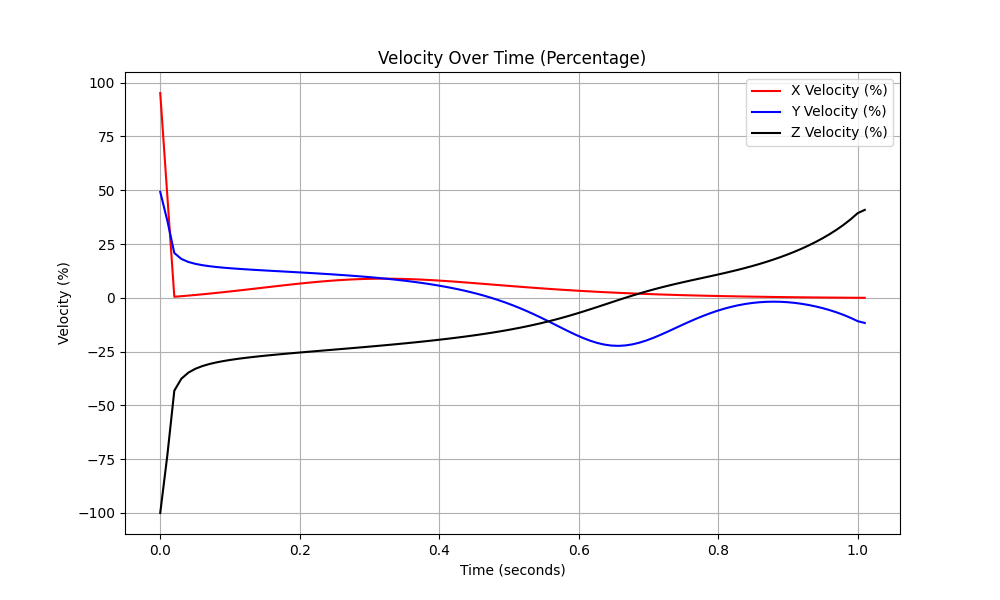 Velocity Over Time (Percentage)
X Velocity (%)
Y Velocity (%)
Z Velocity (%)
Velocity (%)
100
75
50
25
0
−25
−50
−75
−100
0.0 0.2 0.4 0.6 0.8 1.0
Time (seconds)